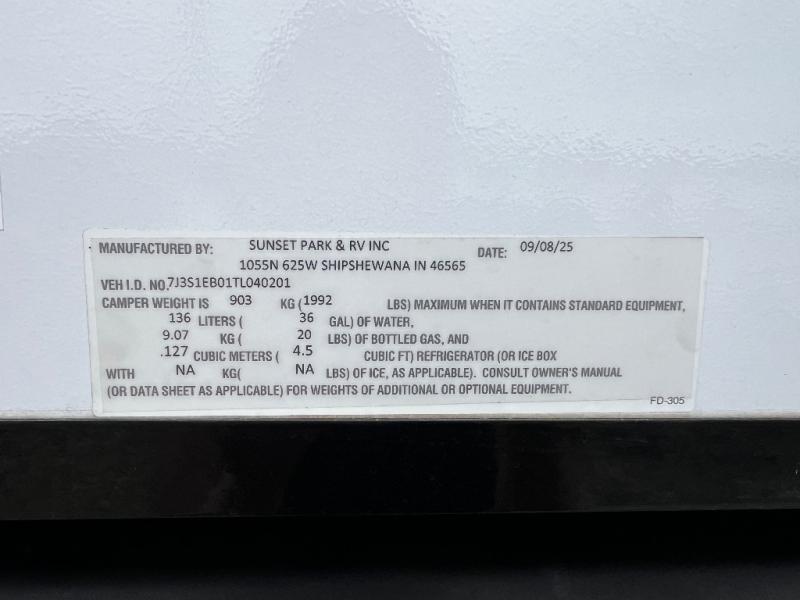 MANUFACTURED BY: SUNSET PARK & RV INC DATE: 09/08/25
1055N 625W SHIPSHEWANA IN 46565
VEH I.D. NO. 7J3S1EB01TL040201
CAMPER WEIGHT IS 903 KG (1992 LBS) MAXIMUM WHEN IT CONTAINS STANDARD EQUIPMENT,
136 LITERS ( 36 GAL) OF WATER,
9.07 KG ( 20 LBS) OF BOTTLED GAS, AND
.127 CUBIC METERS ( 4.5 CUBIC FT) REFRIGERATOR (OR ICE BOX
WITH NA KG( NA LBS) OF ICE, AS APPLICABLE). CONSULT OWNER'S MANUAL
(OR DATA SHEET AS APPLICABLE) FOR WEIGHTS OF ADDITIONAL OR OPTIONAL EQUIPMENT.
FD-305